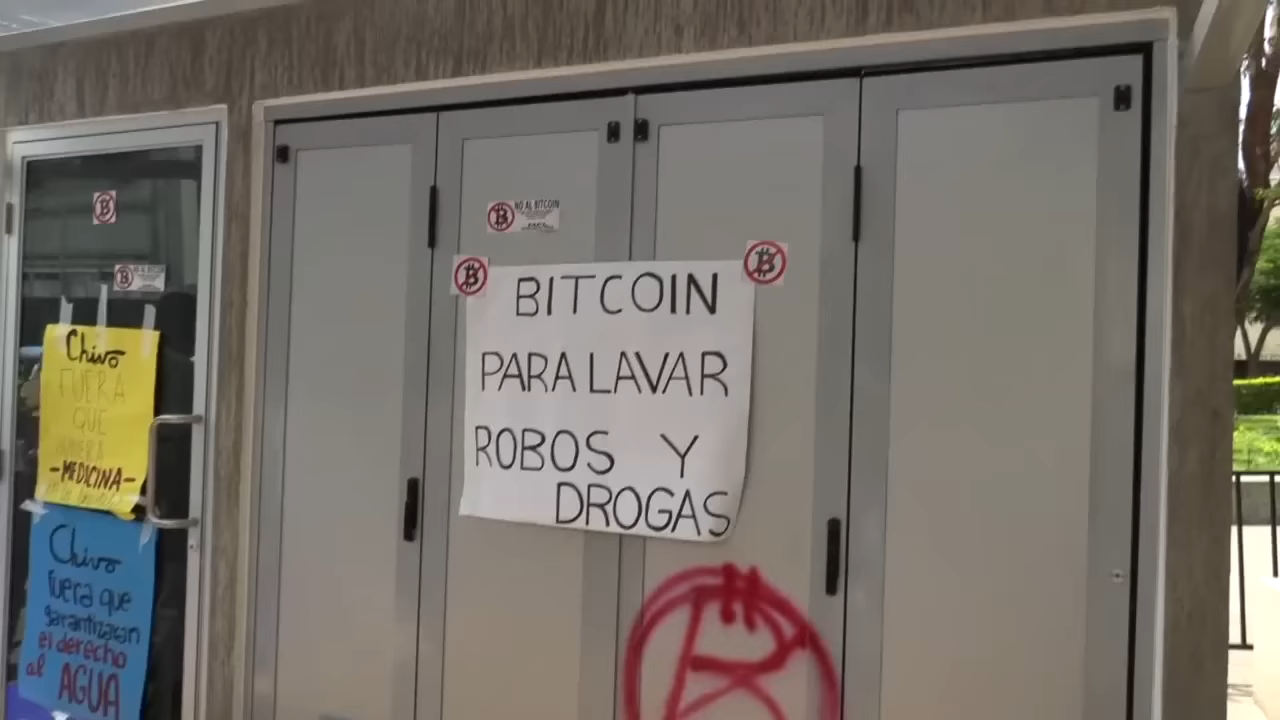 Chivo
FUERA
QUE
-MEDICINA-
Chivo
fuera que
garantizaran
el derecho
al AGUA
NO AL BITCOIN
BITCOIN
PARA LAVAR
ROBOS Y
DROGAS